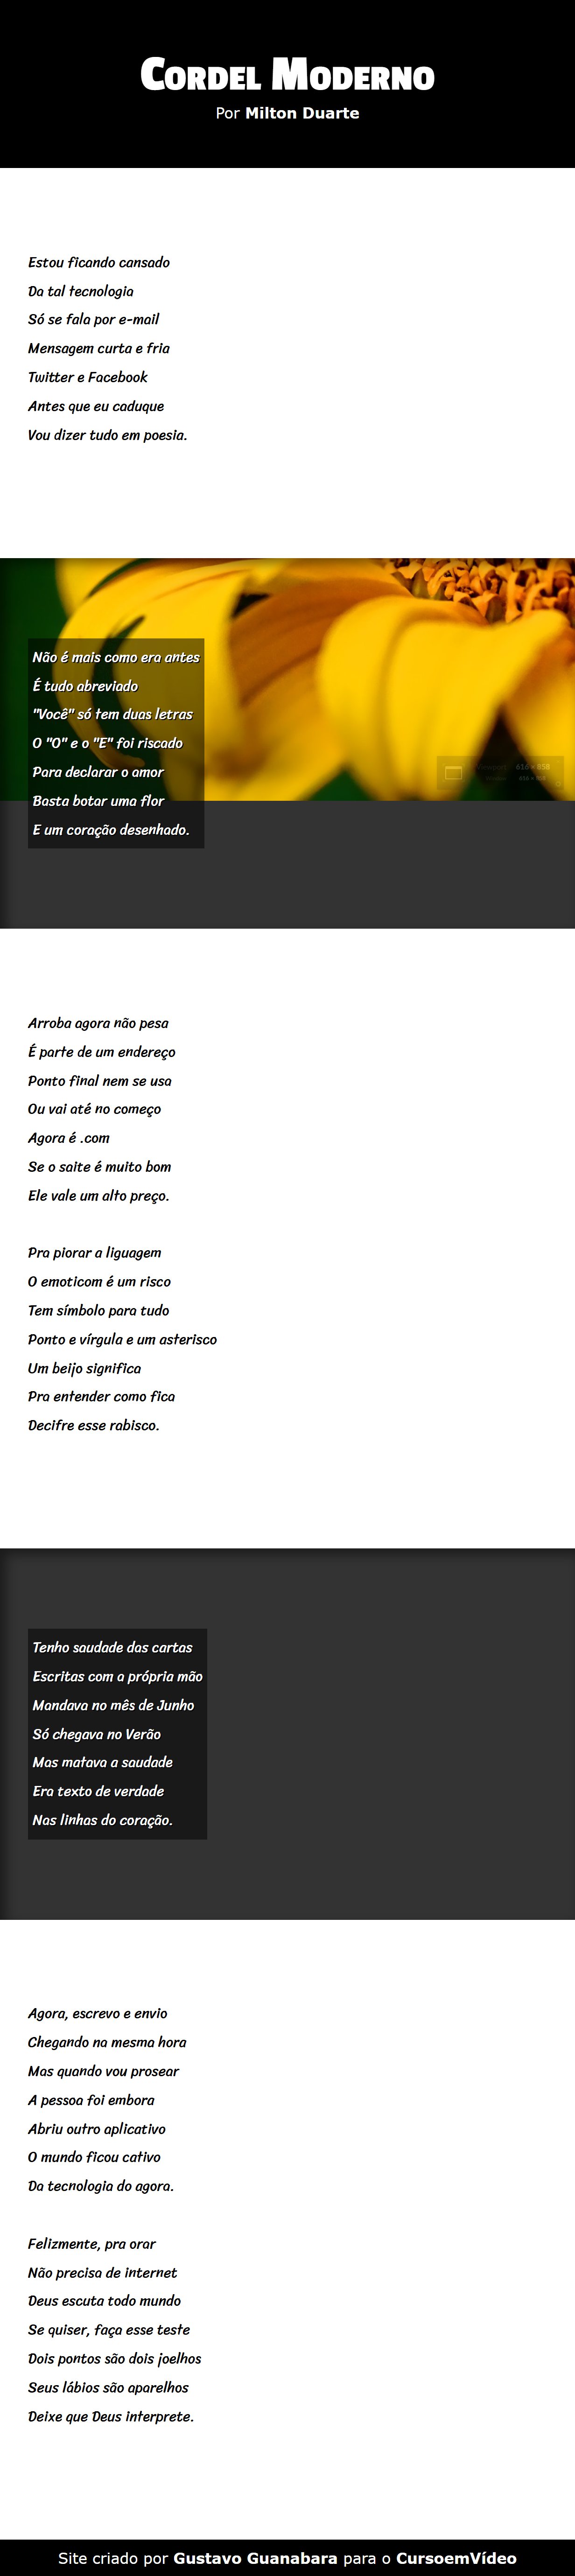 Cordel Moderno
Por Milton Duarte
Estou ficando cansado
Da tal tecnologia
Só se fala por e-mail
Mensagem curta e fria
Twitter e Facebook
Antes que eu caduque
Vou dizer tudo em poesia.
Não é mais como era antes
É tudo abreviado
"Você" só tem duas letras
O "O" e o "E" foi riscado
Para declarar o amor
Basta botar uma flor
E um coração desenhado.
Arroba agora não pesa
É parte de um endereço
Ponto final nem se usa
Ou vai até no começo
Agora é .com
Se o saite é muito bom
Ele vale um alto preço.
Pra piorar a liguagem
O emoticom é um risco
Tem símbolo para tudo
Ponto e vírgula e um asterisco
Um beijo significa
Pra entender como fica
Decifre esse rabisco.
Tenho saudade das cartas
Escritas com a própria mão
Mandava no mês de Junho
Só chegava no Verão
Mas matava a saudade
Era texto de verdade
Nas linhas do coração.
Agora, escrevo e envio
Chegando na mesma hora
Mas quando vou prosear
A pessoa foi embora
Abriu outro aplicativo
O mundo ficou cativo
Da tecnologia do agora.
Felizmente, pra orar
Não precisa de internet
Deus escuta todo mundo
Se quiser, faça esse teste
Dois pontos são dois joelhos
Seus lábios são aparelhos
Deixe que Deus interprete.
Site criado por Gustavo Guanabara para o CursoemVídeo